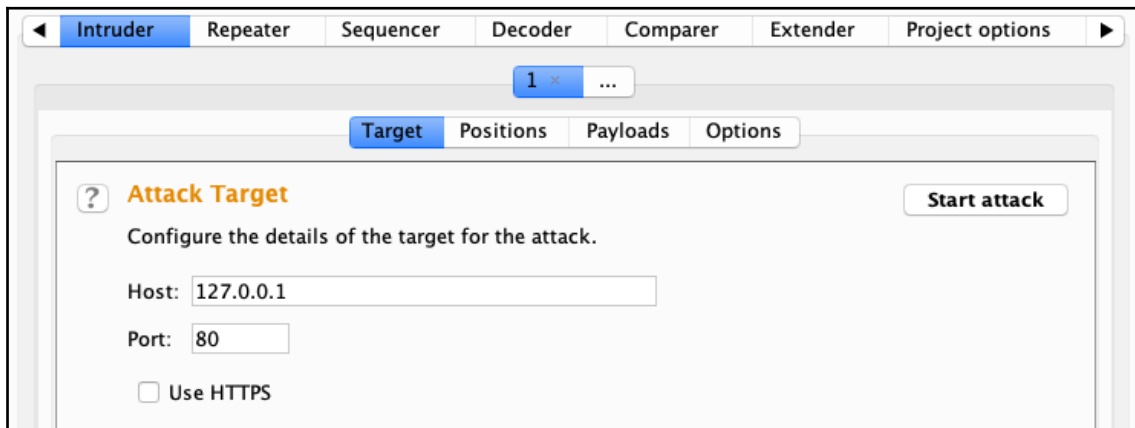 ◀ Intruder Repeater Sequencer Decoder Comparer Extender Project options ▶
1 × ...
Target Positions Payloads Options
? Attack Target Start attack
Configure the details of the target for the attack.
Host: 127.0.0.1
Port: 80
Use HTTPS